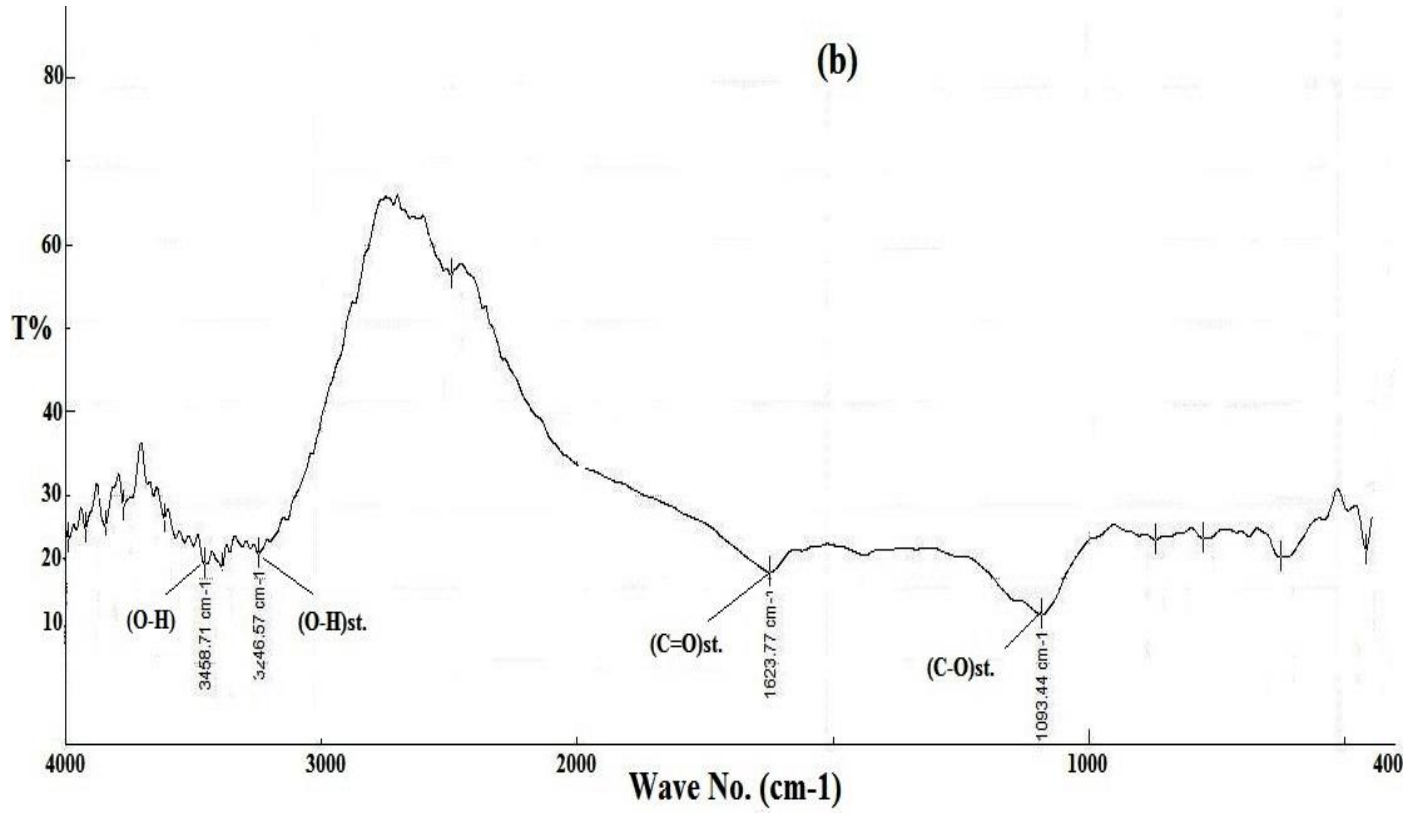 (b)
80
60
T%
40
30
20
10
(O-H)
3458.71 cm-1
3246.57 cm-1
(O-H)st.
(C=O)st.
1623.77 cm-1
(C-O)st.
1093.44 cm-1
4000
3000
2000
1000
400
Wave No. (cm-1)